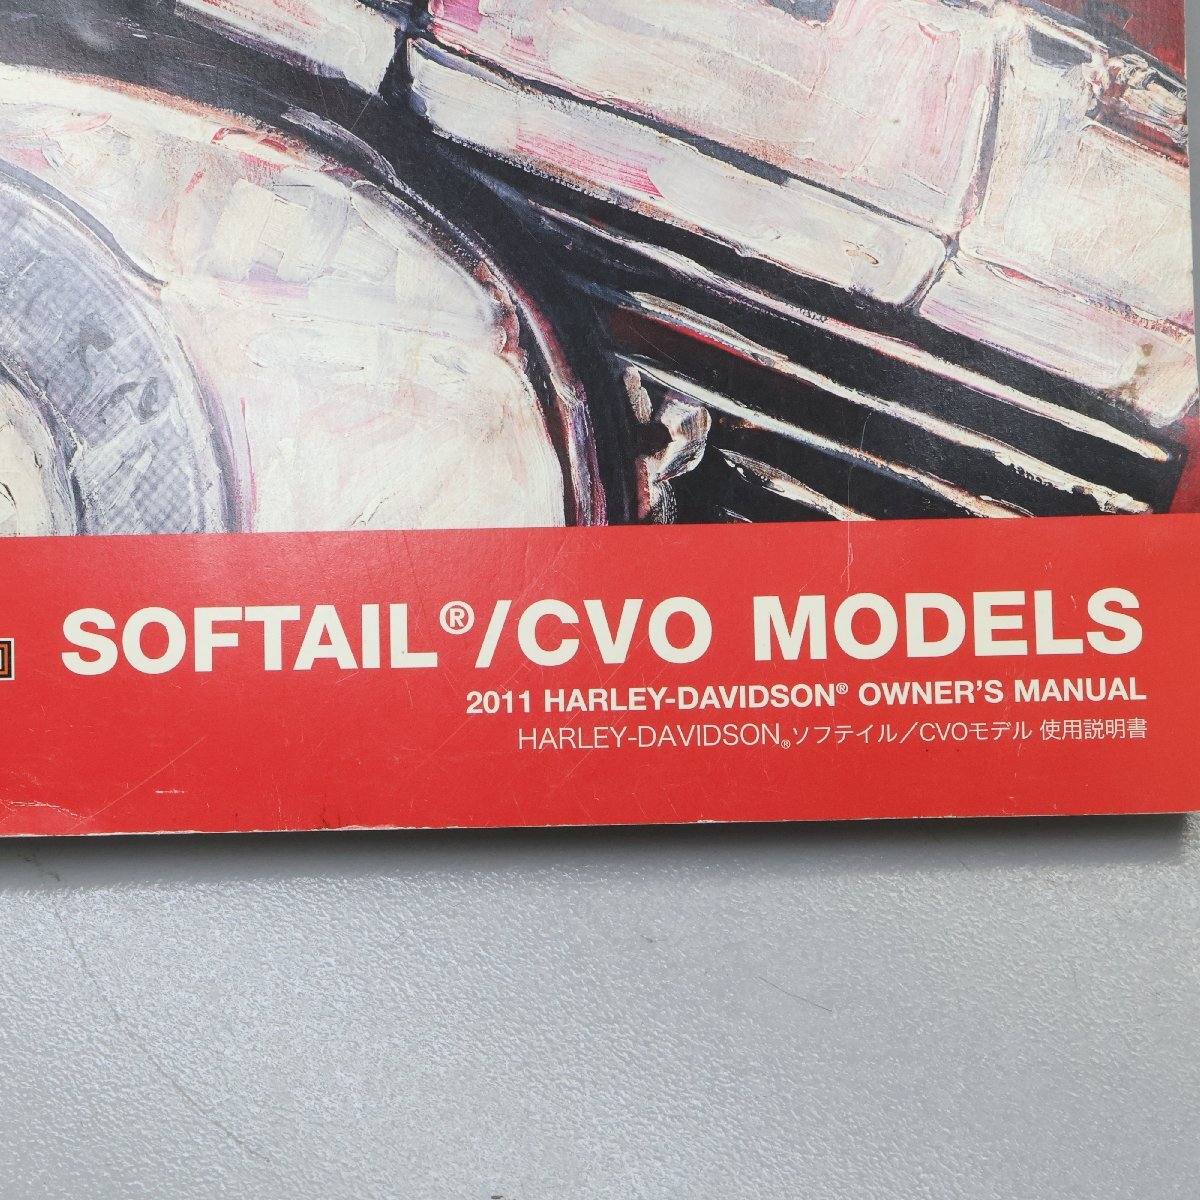 SOFTAIL®/CVO MODELS
2011 HARLEY-DAVIDSON® OWNER'S MANUAL
HARLEY-DAVIDSON®ソフテイル／CVOモデル 使用説明書